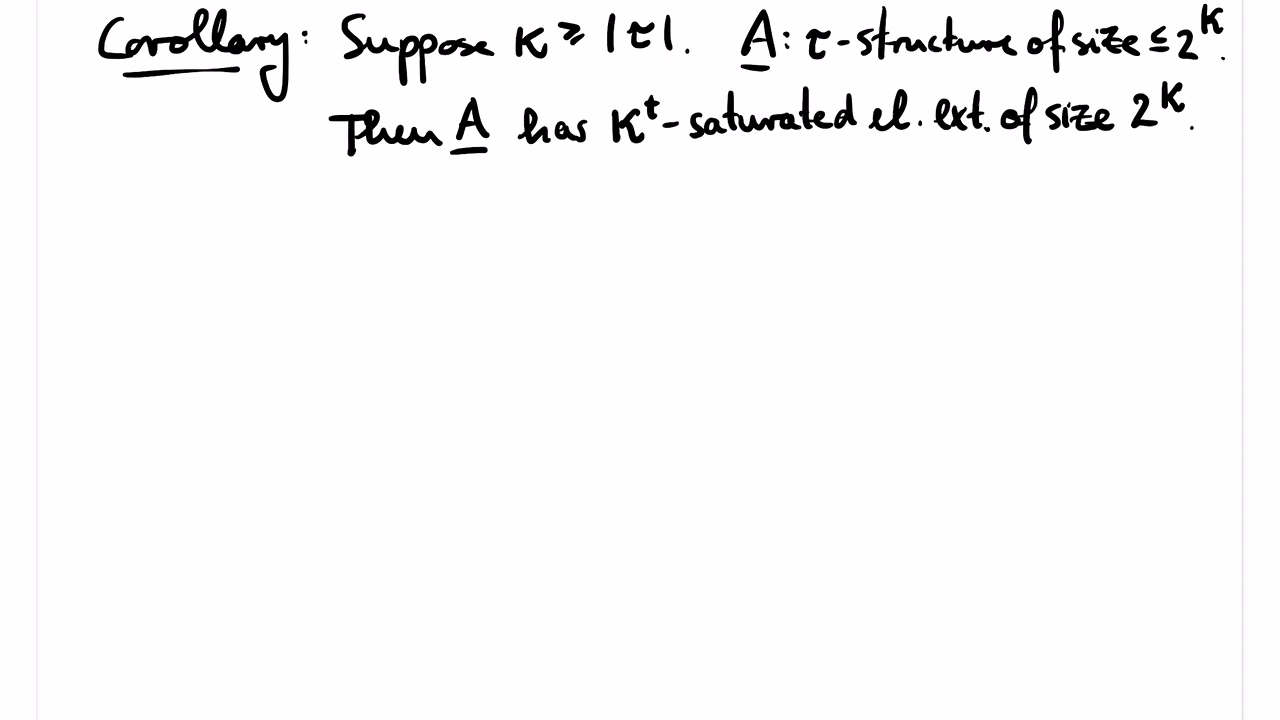 Corollary: Suppose κ ≥ |τ|. A: τ-structure of size ≤ 2^κ.
Then A has κ^+-saturated el. ext. of size 2^κ.